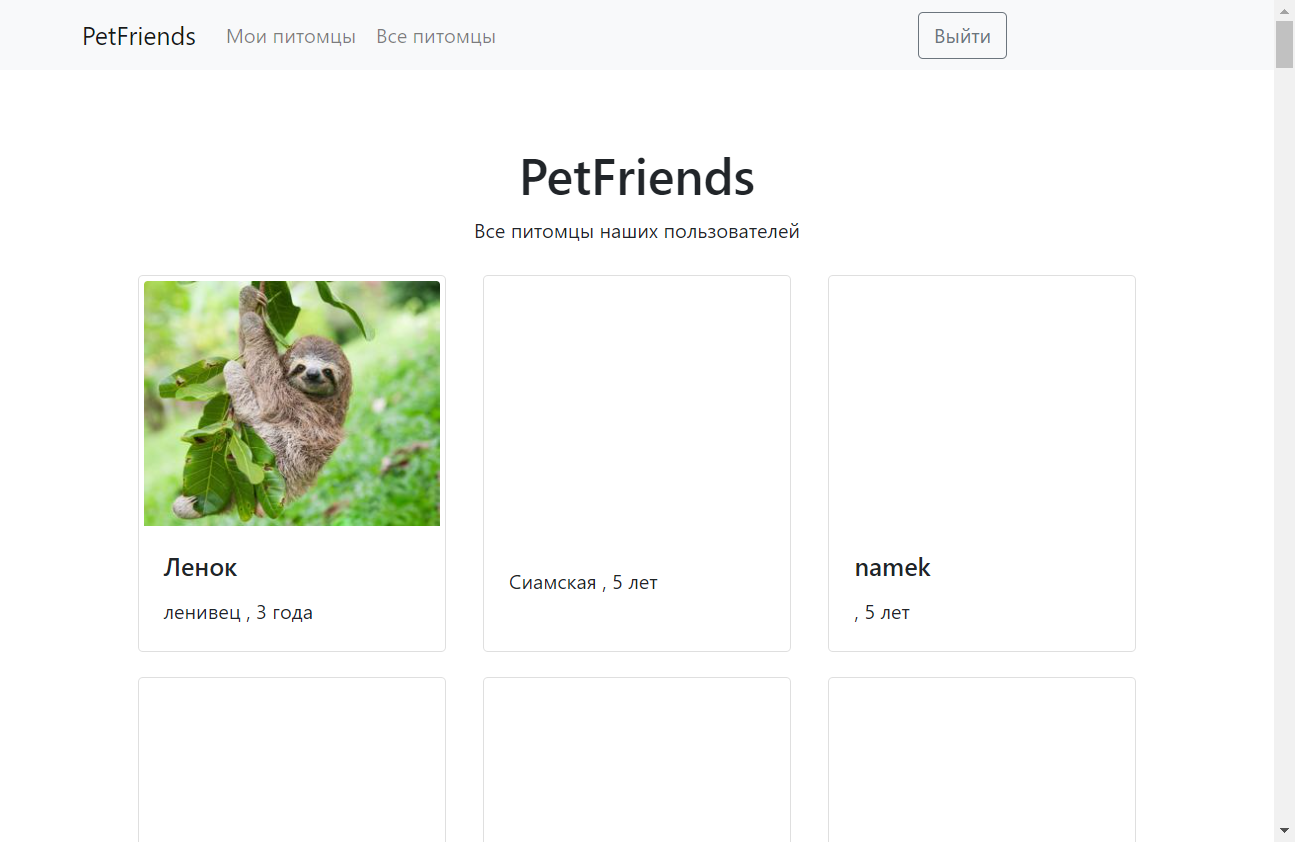 PetFriends Мои питомцы Все питомцы Выйти
PetFriends
Все питомцы наших пользователей
Ленок
ленивец , 3 года
Сиамская , 5 лет
namek
, 5 лет